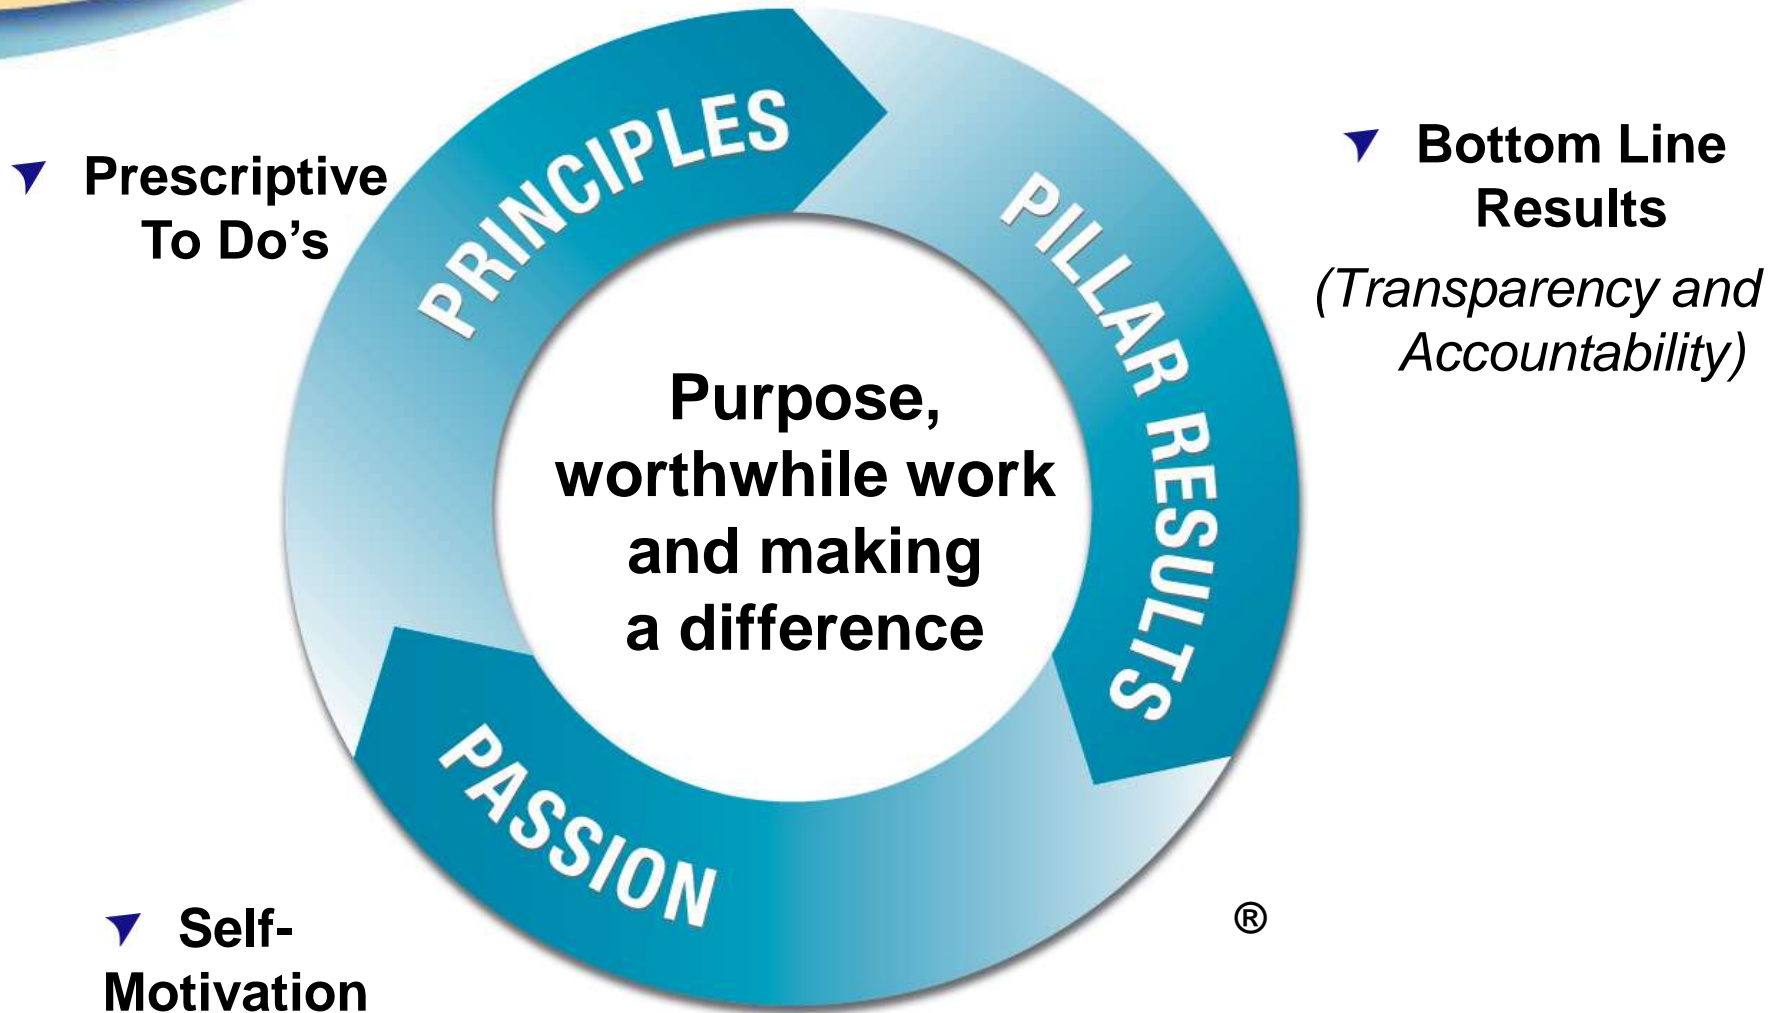 PRINCIPLES
Prescriptive
To Do’s
PILLAR RESULTS
Bottom Line
Results
(Transparency and
Accountability)
Purpose,
worthwhile work
and making
a difference
PASSION
Self-
Motivation
®